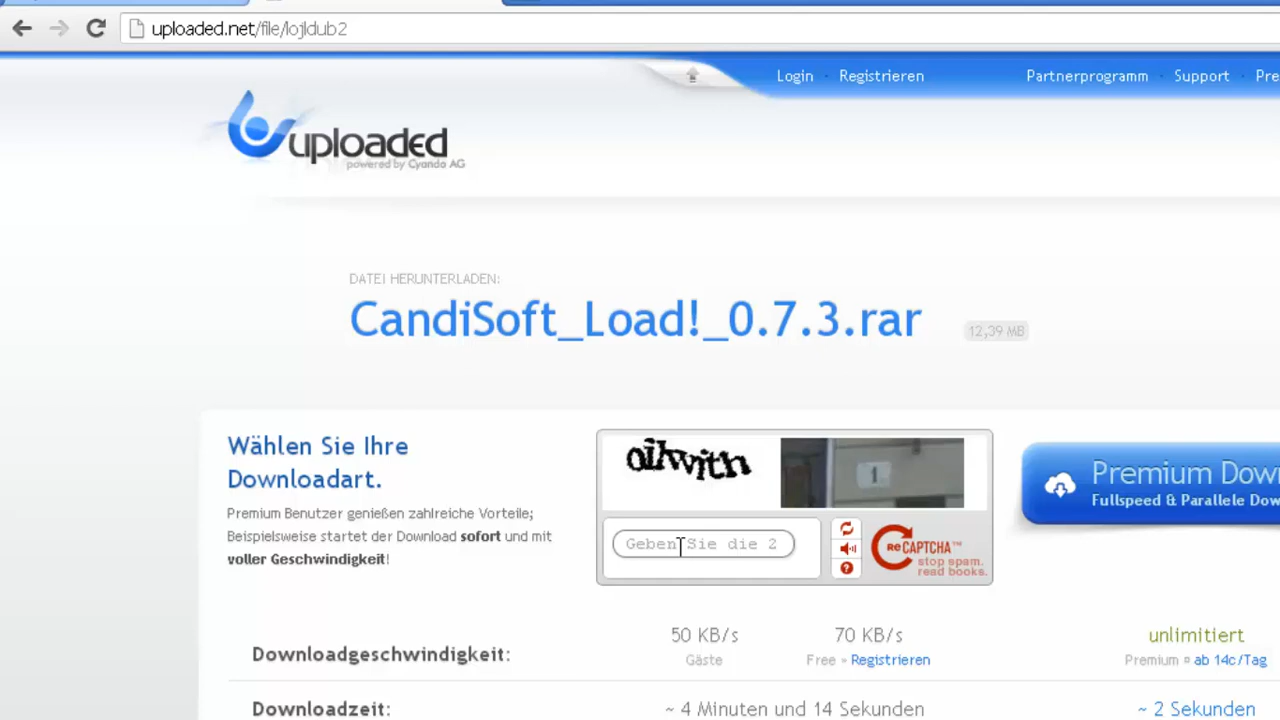 uploaded.net/file/lojldub2
Login · Registrieren
Partnerprogramm · Support · Pre
uploaded
powered by Cyando AG
DATEI HERUNTERLADEN:
CandiSoft_Load!_0.7.3.rar
12,39 MB
Wählen Sie Ihre
Downloadart.
Premium Benutzer genießen zahlreiche Vorteile;
Beispielsweise startet der Download sofort und mit
voller Geschwindigkeit!
Geben Sie die 2
ReCAPTCHA™
stop spam.
read books.
Premium Dow
Fullspeed & Parallele Dow
Downloadgeschwindigkeit:
50 KB/s
Gäste
70 KB/s
Free » Registrieren
unlimitiert
Premium ¤ ab 14c/Tag
Downloadzeit:
~ 4 Minuten und 14 Sekunden
~ 2 Sekunden